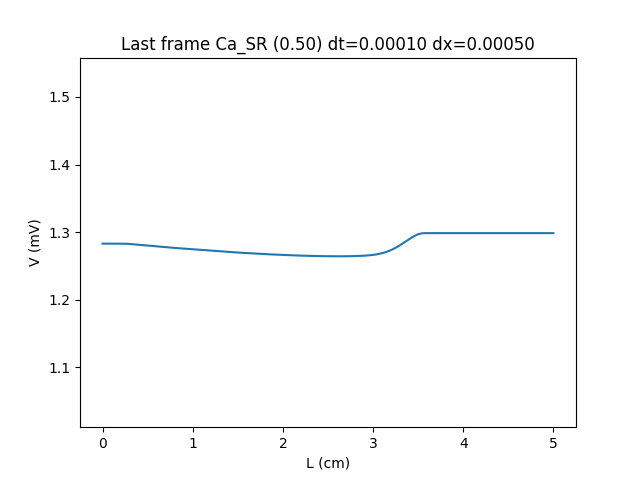 Last frame Ca_SR (0.50) dt=0.00010 dx=0.00050
V (mV)
1.5
1.4
1.3
1.2
1.1
0 1 2 3 4 5
L (cm)